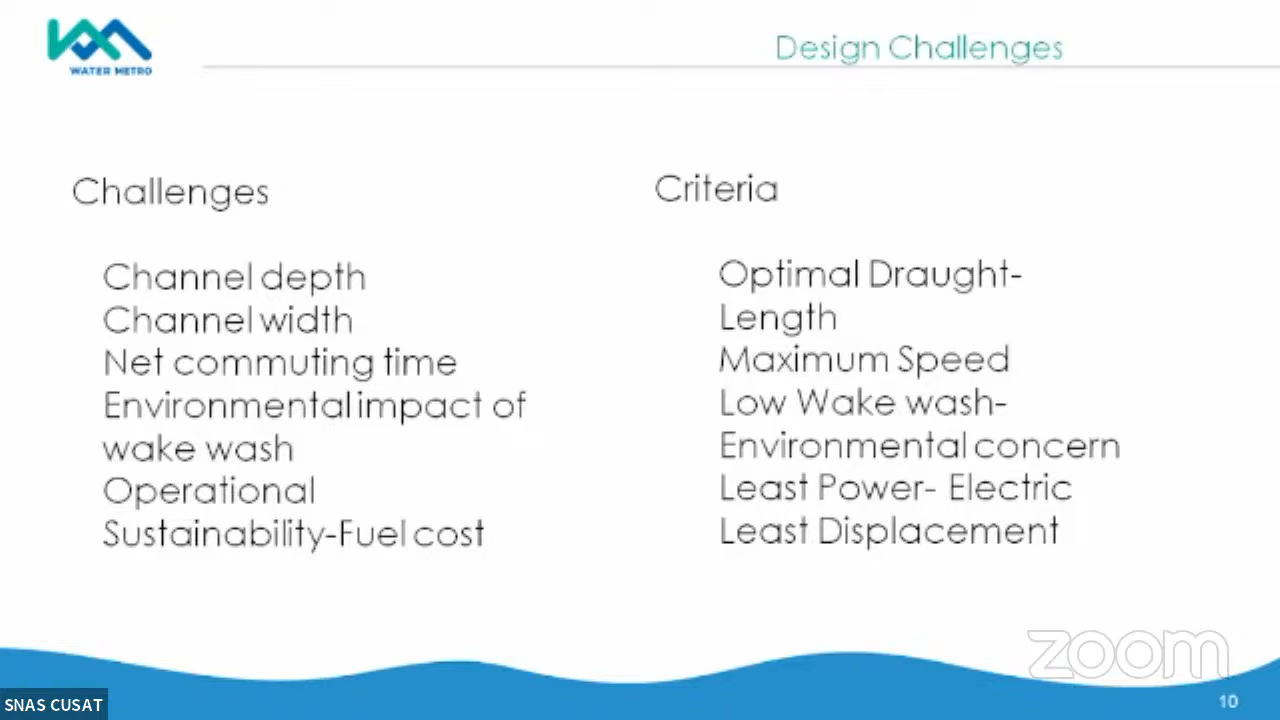 WATER METRO
Design Challenges
Challenges
Channel depth
Channel width
Net commuting time
Environmental impact of
wake wash
Operational
Sustainability-Fuel cost
Criteria
Optimal Draught-
Length
Maximum Speed
Low Wake wash-
Environmental concern
Least Power- Electric
Least Displacement
zoom
SNAS CUSAT
10